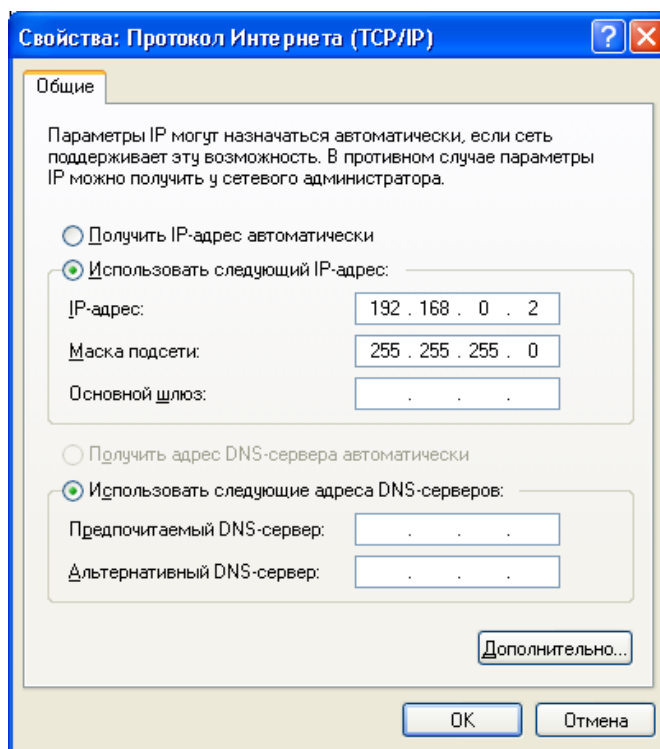 Свойства: Протокол Интернета (TCP/IP)
Общие
Параметры IP могут назначаться автоматически, если сеть
поддерживает эту возможность. В противном случае параметры
IP можно получить у сетевого администратора.
Получить IP-адрес автоматически
Использовать следующий IP-адрес:
IP-адрес: 192 . 168 . 0 . 2
Маска подсети: 255 . 255 . 255 . 0
Основной шлюз: . . .
Получить адрес DNS-сервера автоматически
Использовать следующие адреса DNS-серверов:
Предпочитаемый DNS-сервер: . . .
Альтернативный DNS-сервер: . . .
Дополнительно...
OK Отмена